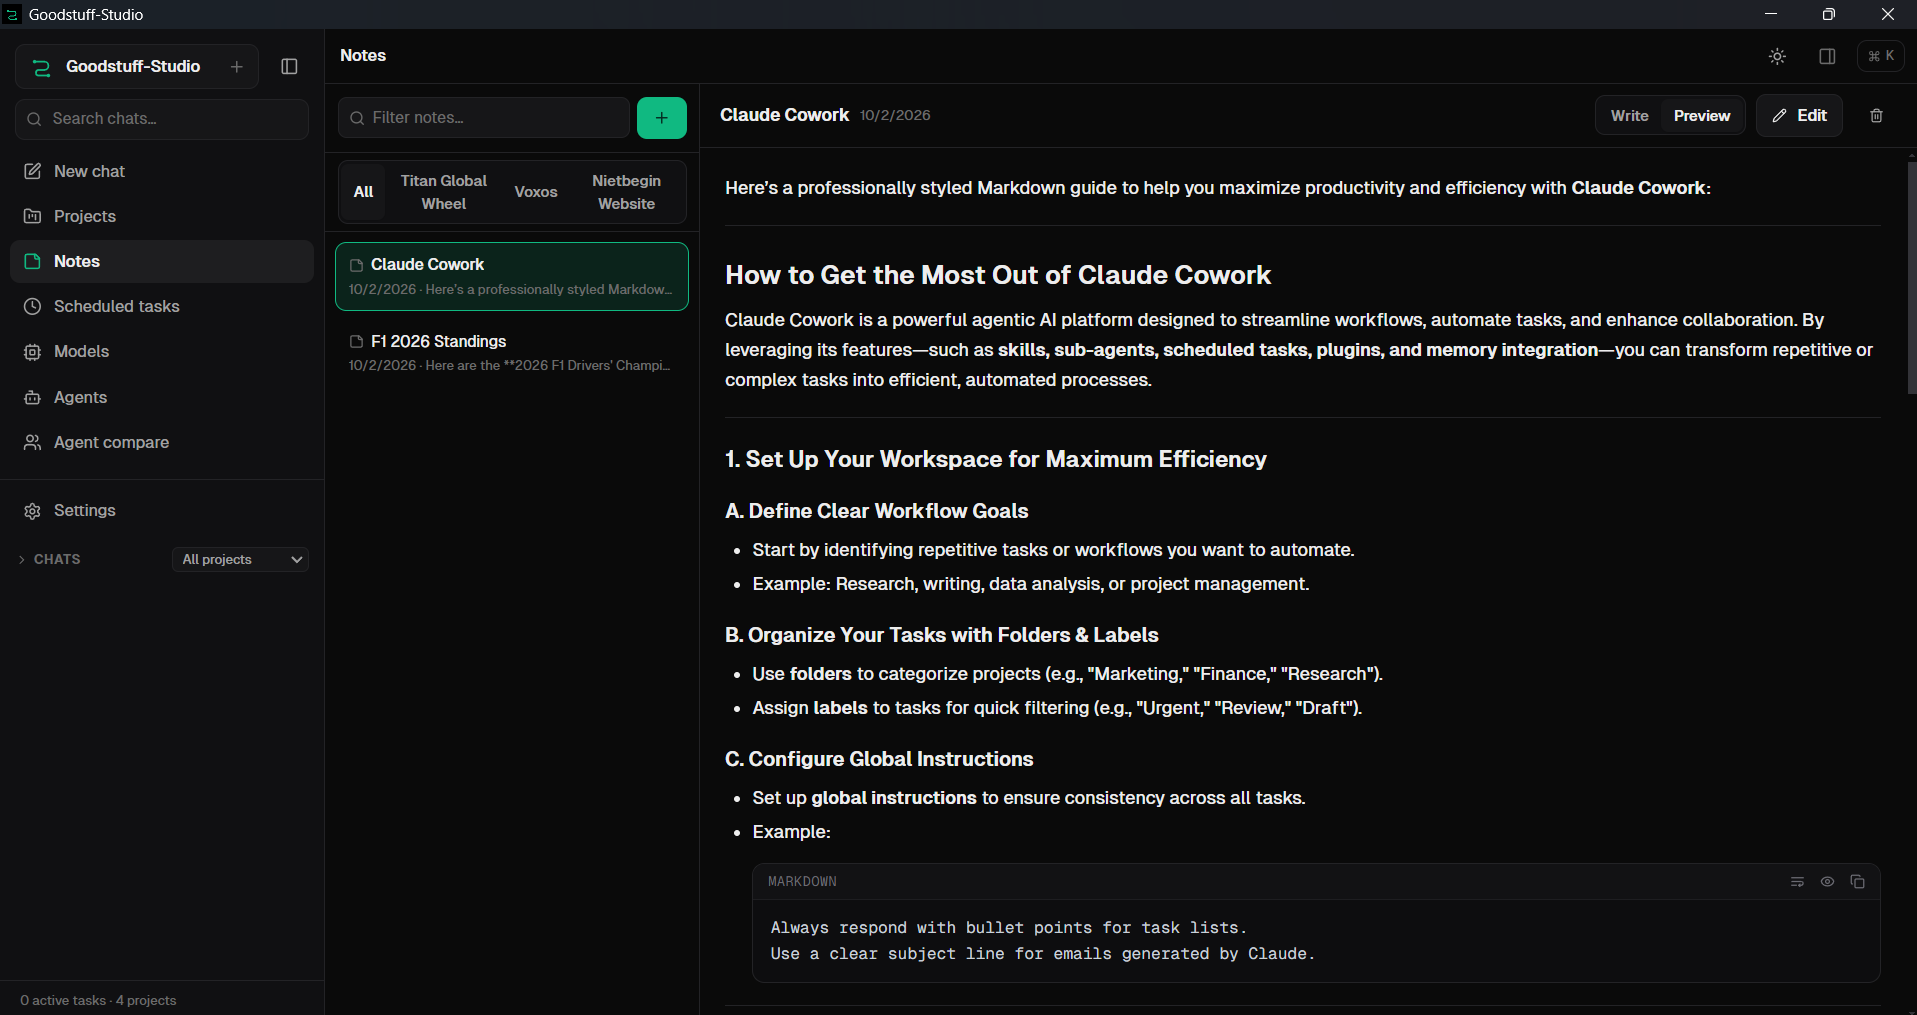 Goodstuff-Studio
Goodstuff-Studio
Search chats...
New chat
Projects
Notes
Scheduled tasks
Models
Agents
Agent compare
Settings
CHATS
All projects
0 active tasks · 4 projects
Notes
⌘ K
Filter notes...
All
Titan Global
Wheel
Voxos
Nietbegin
Website
Claude Cowork
10/2/2026 · Here's a professionally styled Markdow...
F1 2026 Standings
10/2/2026 · Here are the **2026 F1 Drivers' Champi...
Claude Cowork 10/2/2026
Write
Preview
Edit
Here's a professionally styled Markdown guide to help you maximize productivity and efficiency with Claude Cowork:
How to Get the Most Out of Claude Cowork
Claude Cowork is a powerful agentic AI platform designed to streamline workflows, automate tasks, and enhance collaboration. By
leveraging its features—such as skills, sub-agents, scheduled tasks, plugins, and memory integration—you can transform repetitive or
complex tasks into efficient, automated processes.
1. Set Up Your Workspace for Maximum Efficiency
A. Define Clear Workflow Goals
• Start by identifying repetitive tasks or workflows you want to automate.
• Example: Research, writing, data analysis, or project management.
B. Organize Your Tasks with Folders & Labels
• Use folders to categorize projects (e.g., "Marketing," "Finance," "Research").
• Assign labels to tasks for quick filtering (e.g., "Urgent," "Review," "Draft").
C. Configure Global Instructions
• Set up global instructions to ensure consistency across all tasks.
• Example:
MARKDOWN
Always respond with bullet points for task lists.
Use a clear subject line for emails generated by Claude.